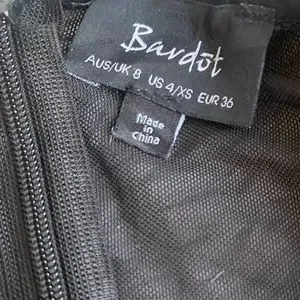 Bardot
AUS/UK 8 US 4/XS EUR 36
Made
in
China